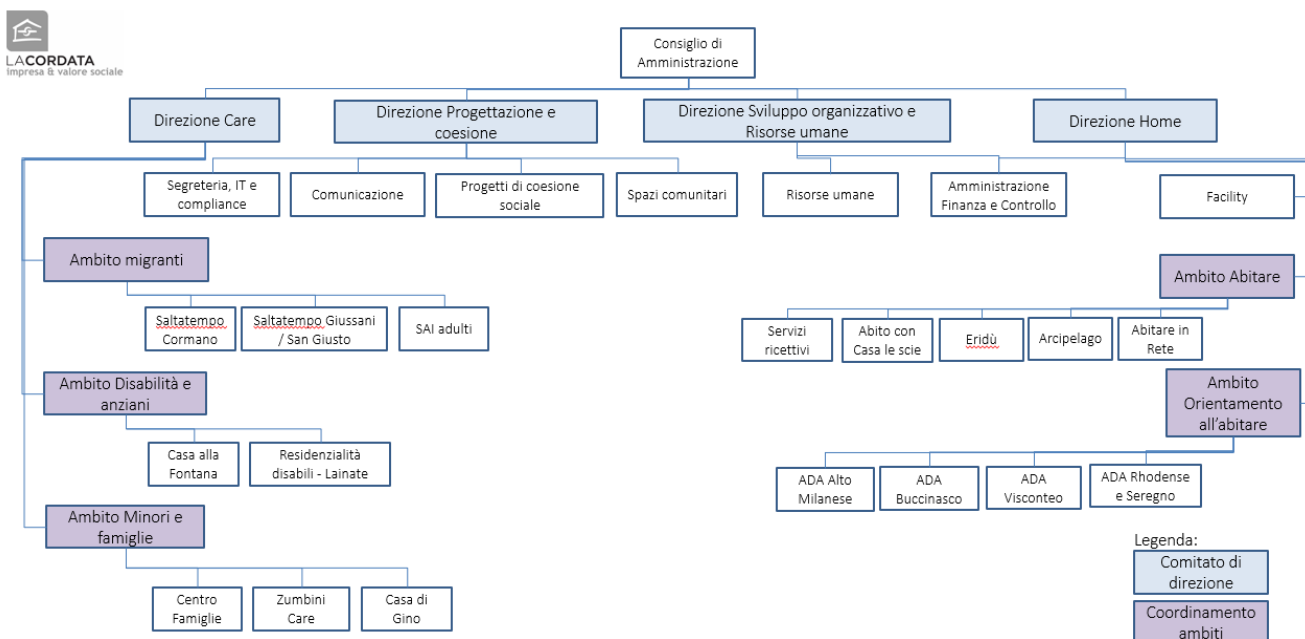 LACORDATA
impresa & valore sociale
Consiglio di
Amministrazione
Direzione Care
Direzione Progettazione e
coesione
Direzione Sviluppo organizzativo e
Risorse umane
Direzione Home
Segreteria, IT e
compliance
Comunicazione
Progetti di coesione
sociale
Spazi comunitari
Risorse umane
Amministrazione
Finanza e Controllo
Facility
Ambito migranti
Saltatempo
Cormano
Saltatempo Giussani
/ San Giusto
SAI adulti
Ambito Abitare
Servizi
ricettivi
Abito con
Casa le scie
Eridù
Arcipelago
Abitare in
Rete
Ambito Disabilità e
anziani
Casa alla
Fontana
Residenzialità
disabili - Lainate
Ambito
Orientamento
all’abitare
ADA Alto
Milanese
ADA
Buccinasco
ADA
Visconteo
ADA Rhodense
e Seregno
Ambito Minori e
famiglie
Centro
Famiglie
Zumbini
Care
Casa di
Gino
Legenda:
Comitato di
direzione
Coordinamento
ambiti